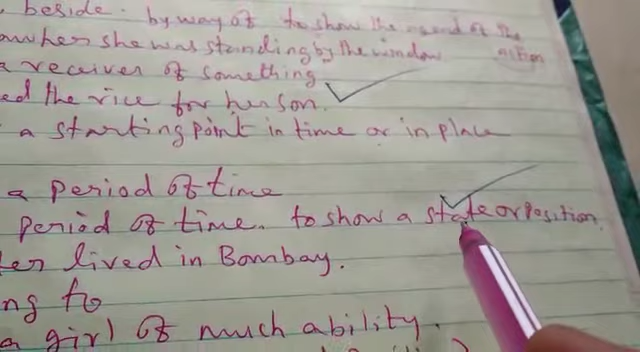 beside. by way of to show the agent of the
action
when she was standing by the window
a receiver of something
ed the rice for her son.
a starting point in time or in place
a period of time
period of time. to show a state or position.
lived in Bombay.
ng to
a girl of much ability.